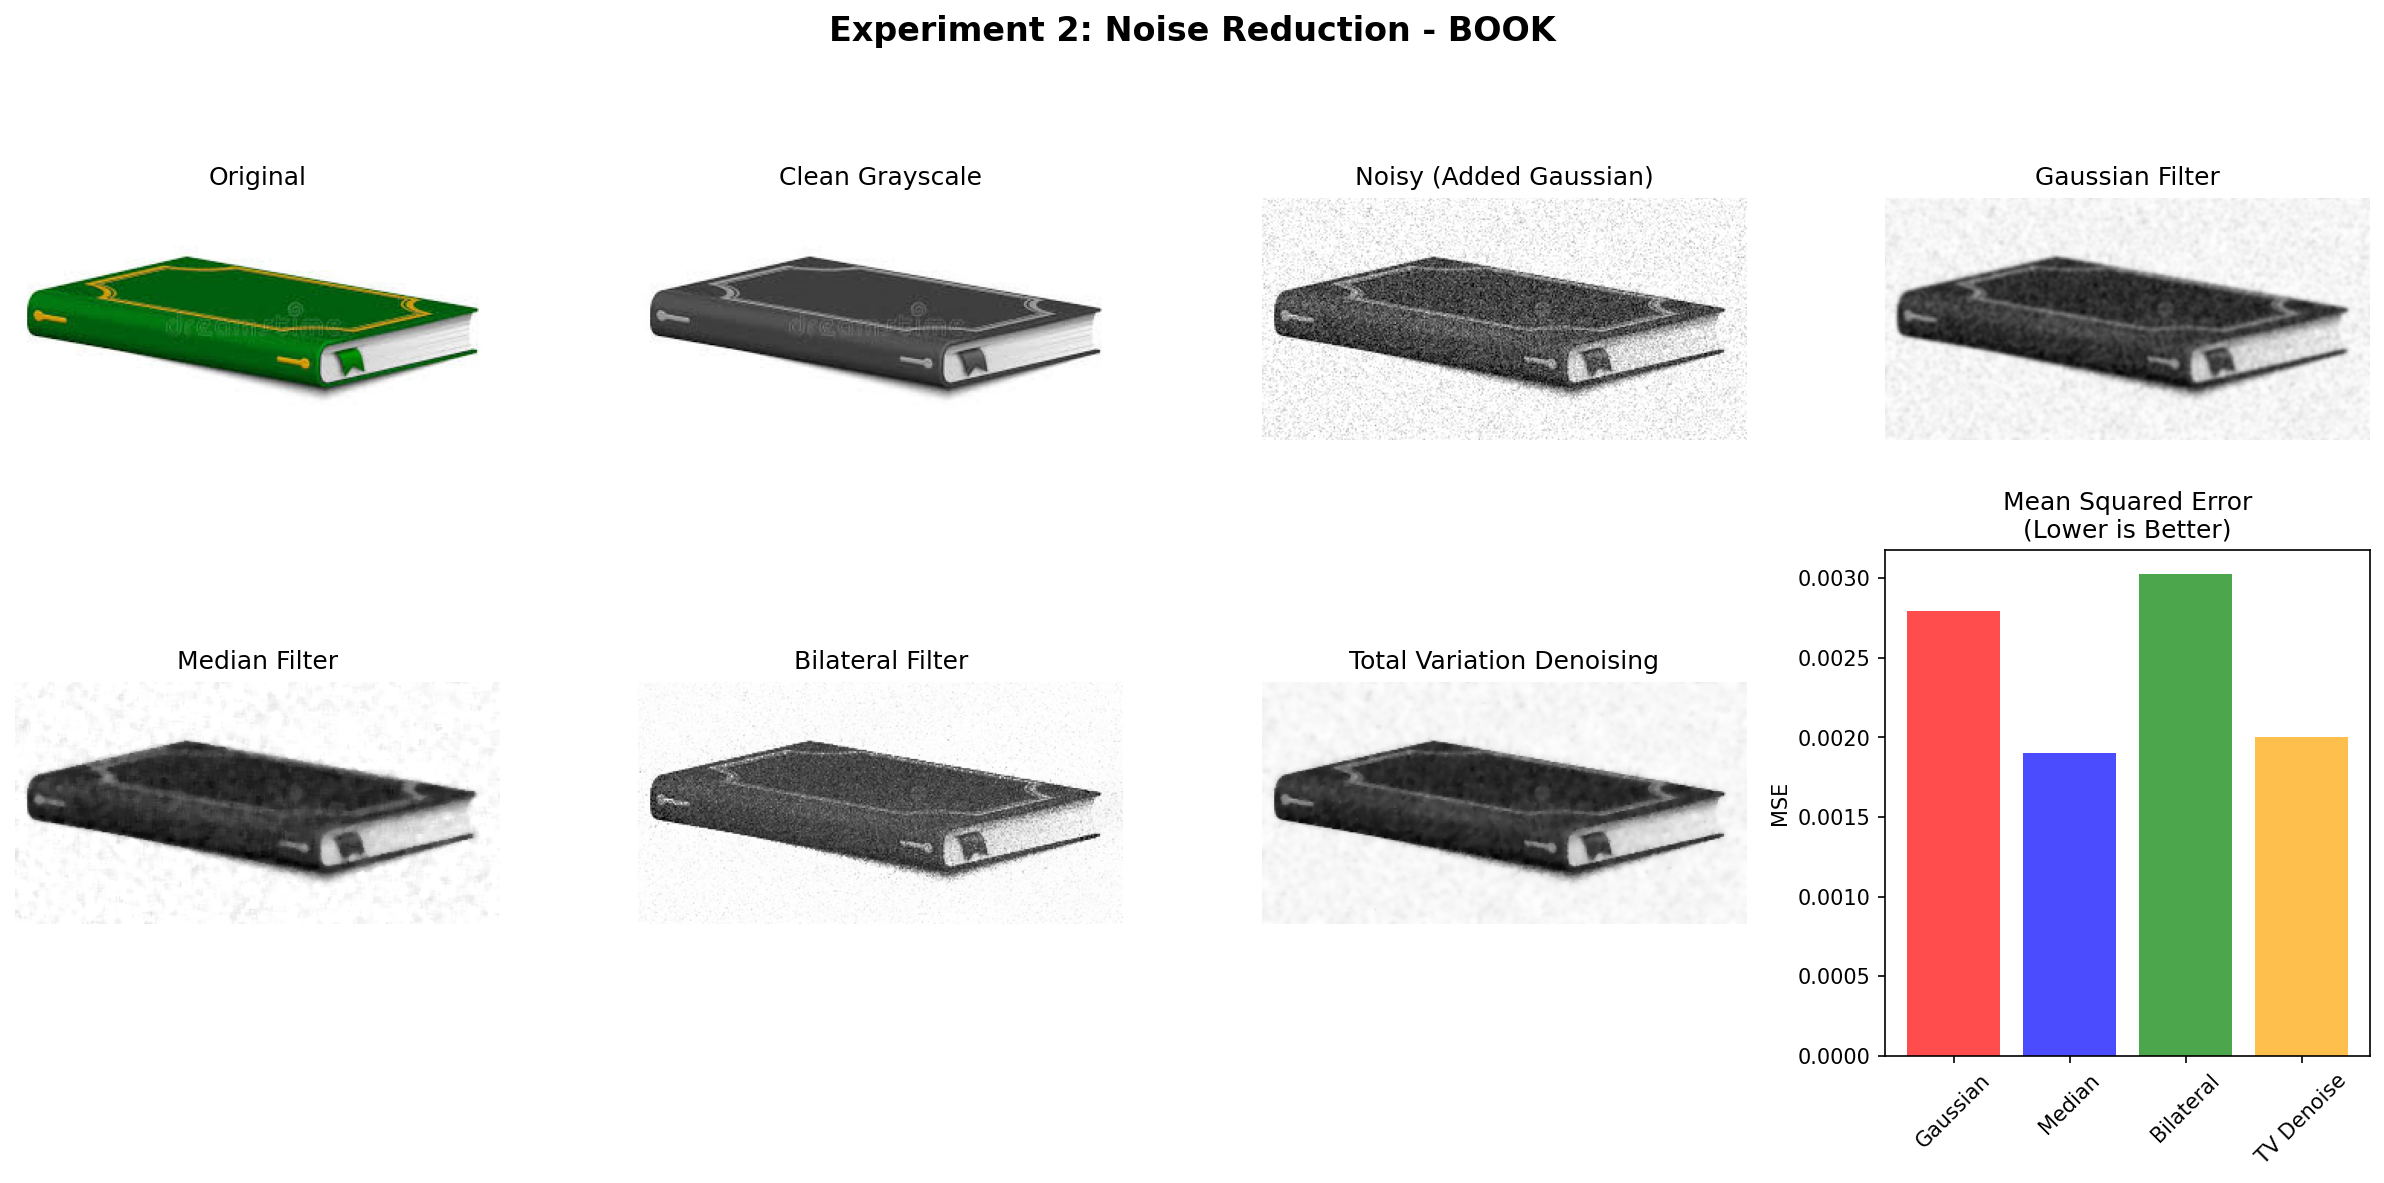 Experiment 2: Noise Reduction - BOOK
Original
Clean Grayscale
Noisy (Added Gaussian)
Gaussian Filter
dreamstime
dreamstime
Median Filter
Bilateral Filter
Total Variation Denoising
Mean Squared Error
(Lower is Better)
MSE
0.0030
0.0025
0.0020
0.0015
0.0010
0.0005
0.0000
Gaussian
Median
Bilateral
TV Denoise